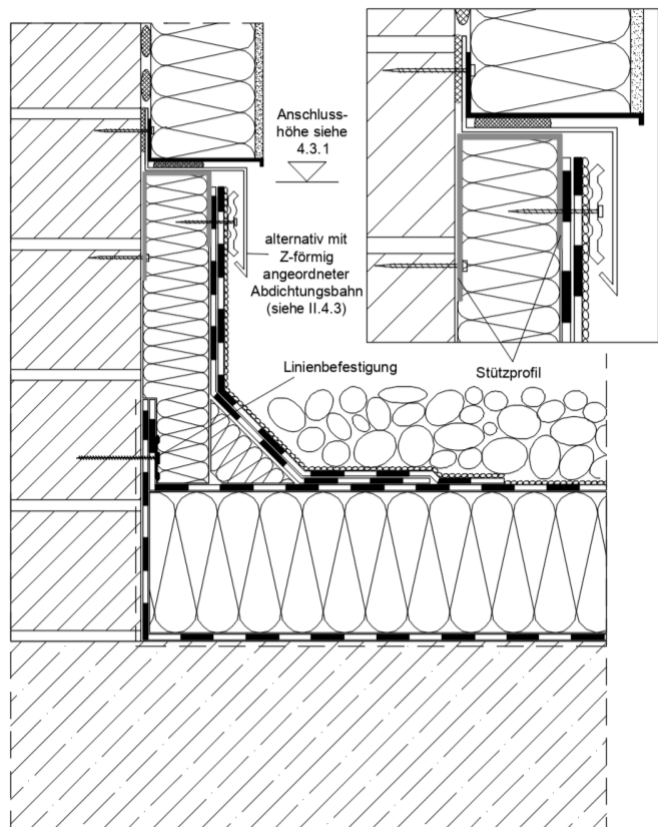 Anschluss-
höhe siehe
4.3.1
alternativ mit
Z-förmig
angeordneter
Abdichtungsbahn
(siehe II.4.3)
Linienbefestigung
Stützprofil